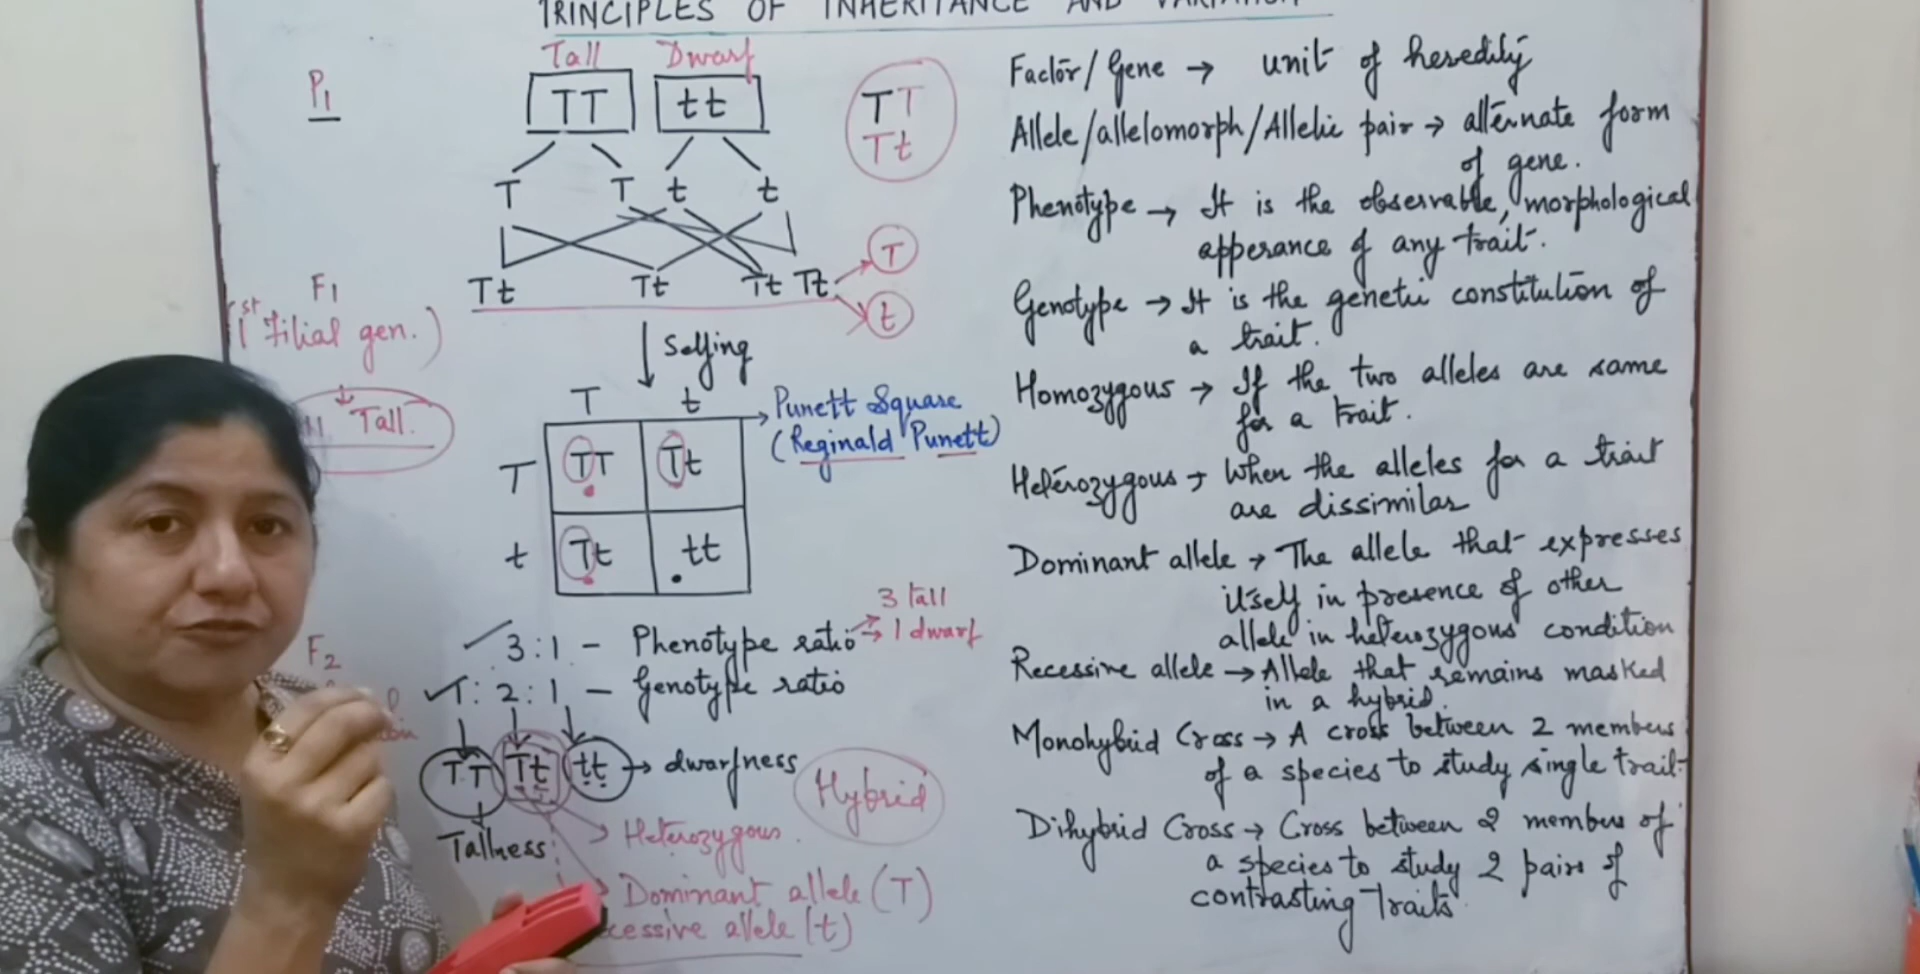 PRINCIPLES OF INHERITANCE AND VARIATION
Tall Dwarf
P1
TT tt
TT
Tt
T T t t
Tt Tt Tt Tt
T
t
F1
(1st Filial gen.)
Tall.
Selfing
T t
Punett Square
(Reginald Punett)
T TT Tt
t Tt tt
F2
3:1 - Phenotype ratio
3 tall
1 dwarf
1:2:1 - Genotype ratio
TT Tt tt → dwarfness
Hybrid
Tallness
Heterozygous.
Dominant allele (T)
cessive allele (t)
Factor/Gene → unit of heredity
Allele/allelomorph/Allelic pair → alternate form
of gene.
Phenotype → It is the observable, morphological
apperance of any trait.
Genotype → It is the genetic constitution of
a trait.
Homozygous → If the two alleles are same
for a trait.
Heterozygous → When the alleles for a trait
are dissimilar
Dominant allele → The allele that expresses
itself in presence of other
allele in heterozygous condition
Recessive allele → Allele that remains masked
in a hybrid.
Monohybrid Cross → A cross between 2 members
of a species to study single trait
Dihybrid Cross → Cross between 2 members of
a species to study 2 pairs of
contrasting Traits.